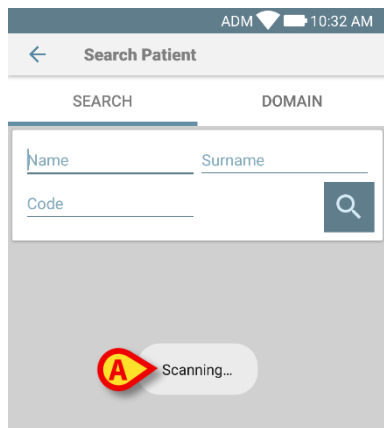 ADM 10:32 AM
Search Patient
SEARCH DOMAIN
Name Surname
Code
A Scanning...